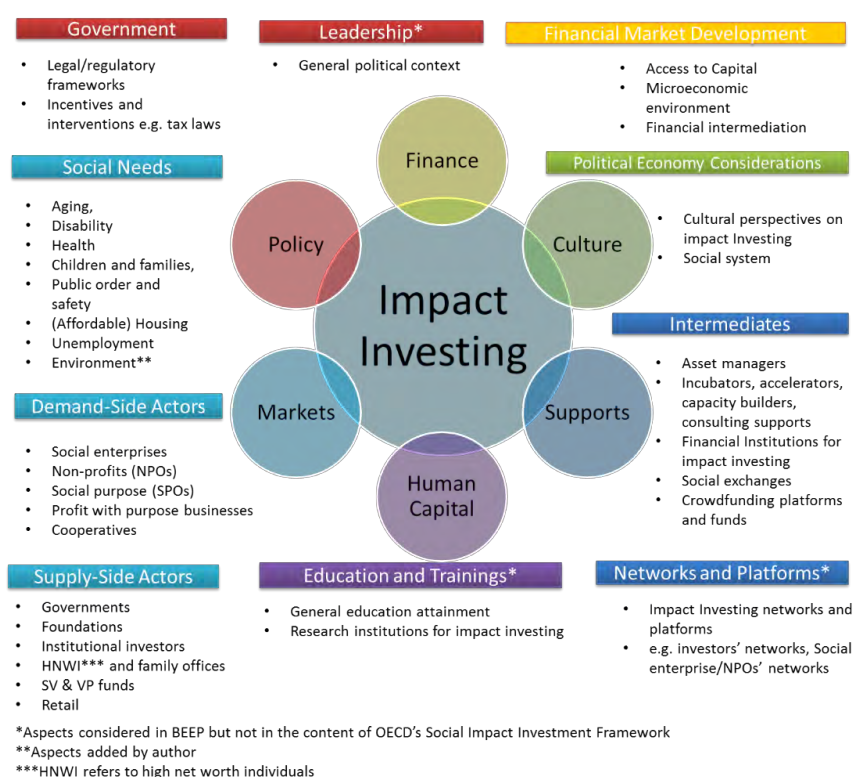 Government
• Legal/regulatory
frameworks
• Incentives and
interventions e.g. tax laws
Leadership*
• General political context
Financial Market Development
• Access to Capital
• Microeconomic
environment
• Financial intermediation
Social Needs
• Aging,
• Disability
• Health
• Children and families,
• Public order and
safety
• (Affordable) Housing
• Unemployment
• Environment**
Political Economy Considerations
• Cultural perspectives on
impact Investing
• Social system
Finance
Policy
Culture
Impact
Investing
Markets
Supports
Human
Capital
Intermediates
• Asset managers
• Incubators, accelerators,
capacity builders,
consulting supports
• Financial Institutions for
impact investing
• Social exchanges
• Crowdfunding platforms
and funds
Demand-Side Actors
• Social enterprises
• Non-profits (NPOs)
• Social purpose (SPOs)
• Profit with purpose businesses
• Cooperatives
Supply-Side Actors
• Governments
• Foundations
• Institutional investors
• HNWI*** and family offices
• SV & VP funds
• Retail
Education and Trainings*
• General education attainment
• Research institutions for impact investing
Networks and Platforms*
• Impact Investing networks and
platforms
• e.g. investors' networks, Social
enterprise/NPOs' networks
*Aspects considered in BEEP but not in the content of OECD's Social Impact Investment Framework
**Aspects added by author
***HNWI refers to high net worth individuals